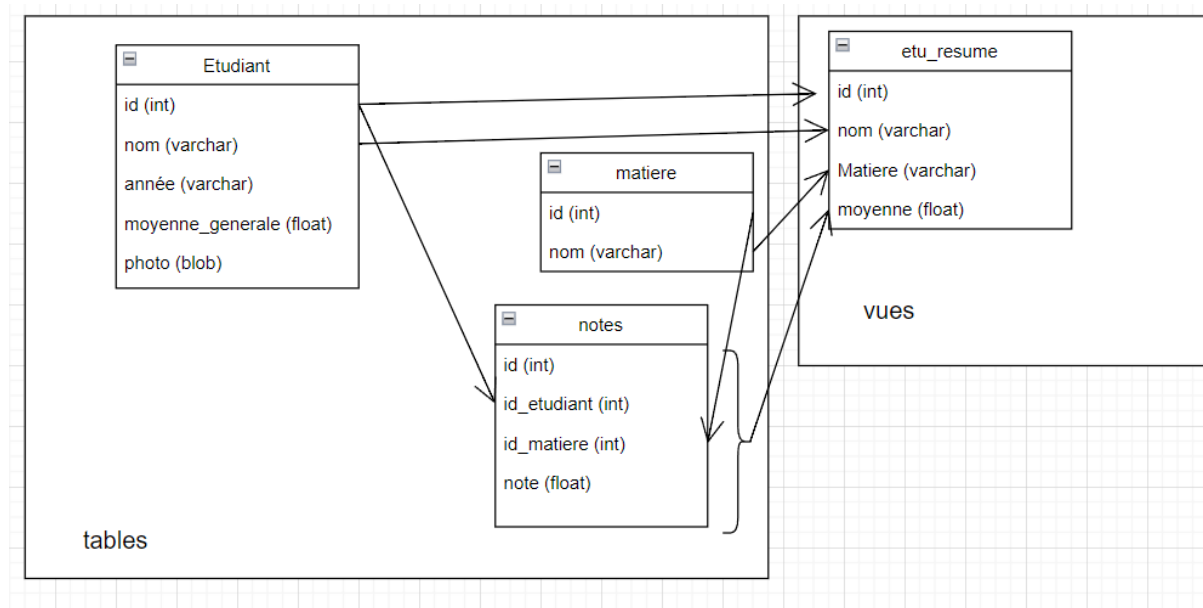 Etudiant
id (int)
nom (varchar)
année (varchar)
moyenne_generale (float)
photo (blob)
matiere
id (int)
nom (varchar)
notes
id (int)
id_etudiant (int)
id_matiere (int)
note (float)
tables
etu_resume
id (int)
nom (varchar)
Matiere (varchar)
moyenne (float)
vues